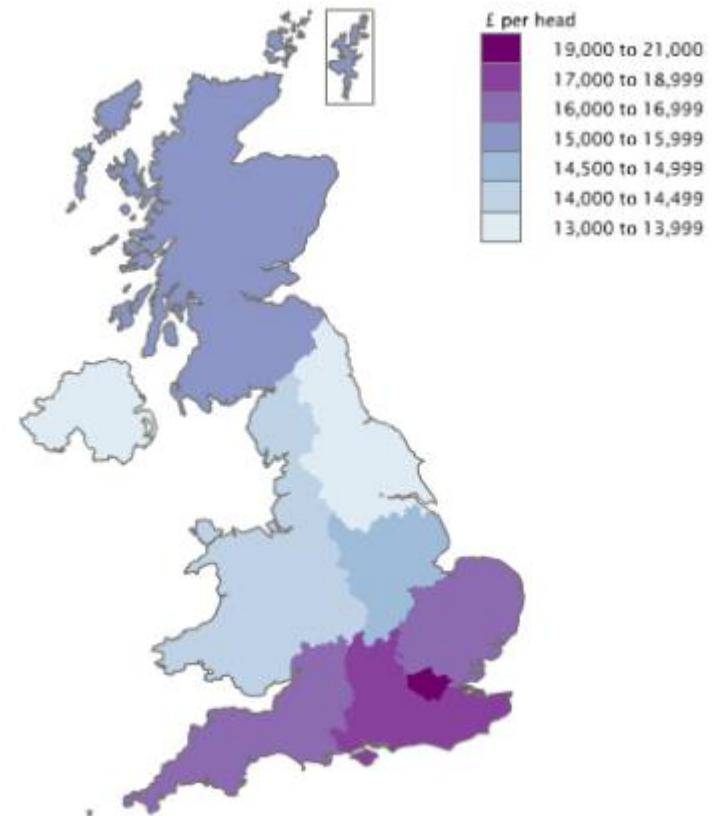 £ per head
19,000 to 21,000
17,000 to 18,999
16,000 to 16,999
15,000 to 15,999
14,500 to 14,999
14,000 to 14,499
13,000 to 13,999